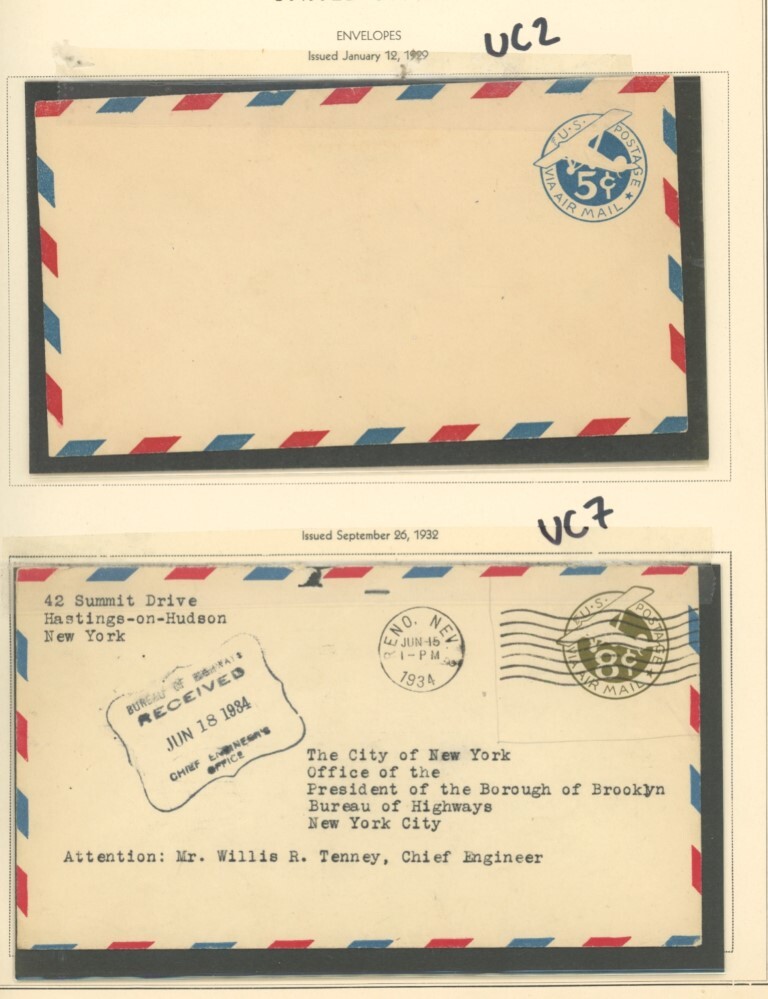 ENVELOPES
UC2
Issued January 12, 1929
U.S. POSTAGE
5¢
VIA AIR MAIL
Issued September 26, 1932
UC7
42 Summit Drive
Hastings-on-Hudson
New York
RENO, NEV.
JUN 15
1-PM
1934
U.S. POSTAGE
8¢
VIA AIR MAIL
BUREAU OF HIGHWAYS
RECEIVED
JUN 18 1934
CHIEF ENGINEER'S
OFFICE
The City of New York
Office of the
President of the Borough of Brooklyn
Bureau of Highways
New York City
Attention: Mr. Willis R. Tenney, Chief Engineer